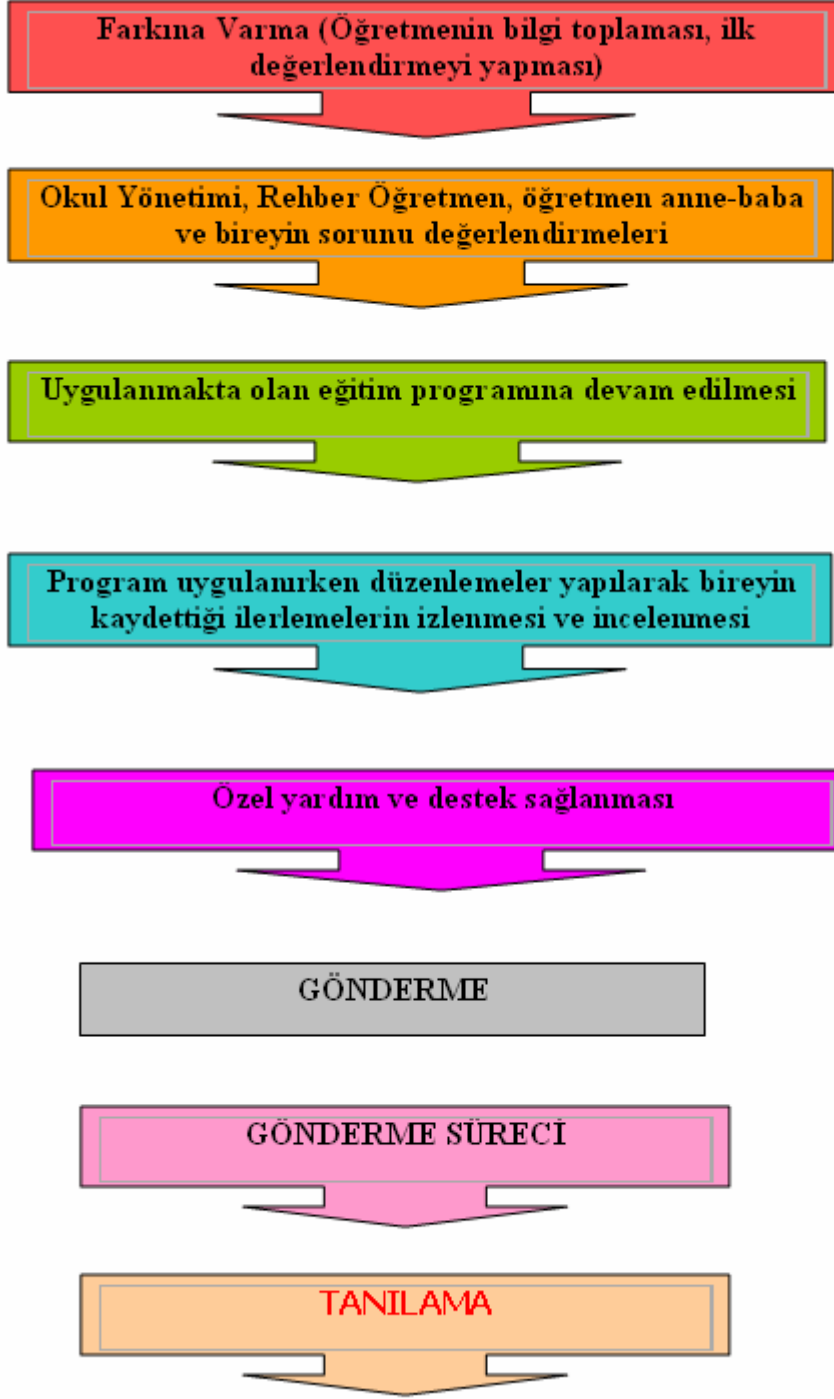 Farkına Varma (Öğretmenin bilgi toplaması, ilk
değerlendirmeyi yapması)
Okul Yönetimi, Rehber Öğretmen, öğretmen anne-baba
ve bireyin sorunu değerlendirmeleri
Uygulanmakta olan eğitim programına devam edilmesi
Program uygulanırken düzenlemeler yapılarak bireyin
kaydettiği ilerlemelerin izlenmesi ve incelenmesi
Özel yardım ve destek sağlanması
GÖNDERME
GÖNDERME SÜRECİ
TANILAMA